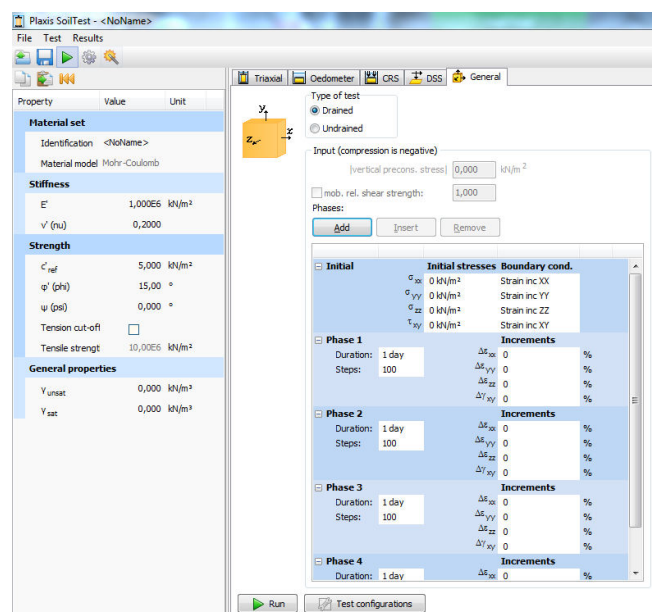 Plaxis SoilTest - <NoName>
File Test Results
Property Value Unit
Material set
Identification <NoName>
Material model Mohr-Coulomb
Stiffness
E' 1,000E6 kN/m²
ν' (nu) 0,2000
Strength
c'ref 5,000 kN/m²
φ' (phi) 15,00 °
ψ (psi) 0,000 °
Tension cut-off
Tensile strengt 10,00E6 kN/m²
General properties
γunsat 0,000 kN/m³
γsat 0,000 kN/m³
Triaxial Oedometer CRS DSS General
y
x
z
Type of test
Drained
Undrained
Input (compression is negative)
|vertical precons. stress| 0,000 kN/m²
mob. rel. shear strength: 1,000
Phases:
Add Insert Remove
Initial Initial stresses Boundary cond.
σxx 0 kN/m² Strain inc XX
σyy 0 kN/m² Strain inc YY
σzz 0 kN/m² Strain inc ZZ
τxy 0 kN/m² Strain inc XY
Phase 1 Increments
Duration: 1 day Δεxx 0 %
Steps: 100 Δεyy 0 %
Δεzz 0 %
Δγxy 0 %
Phase 2 Increments
Duration: 1 day Δεxx 0 %
Steps: 100 Δεyy 0 %
Δεzz 0 %
Δγxy 0 %
Phase 3 Increments
Duration: 1 day Δεxx 0 %
Steps: 100 Δεyy 0 %
Δεzz 0 %
Δγxy 0 %
Phase 4 Increments
Duration: 1 day Δεxx 0 %
Run Test configurations